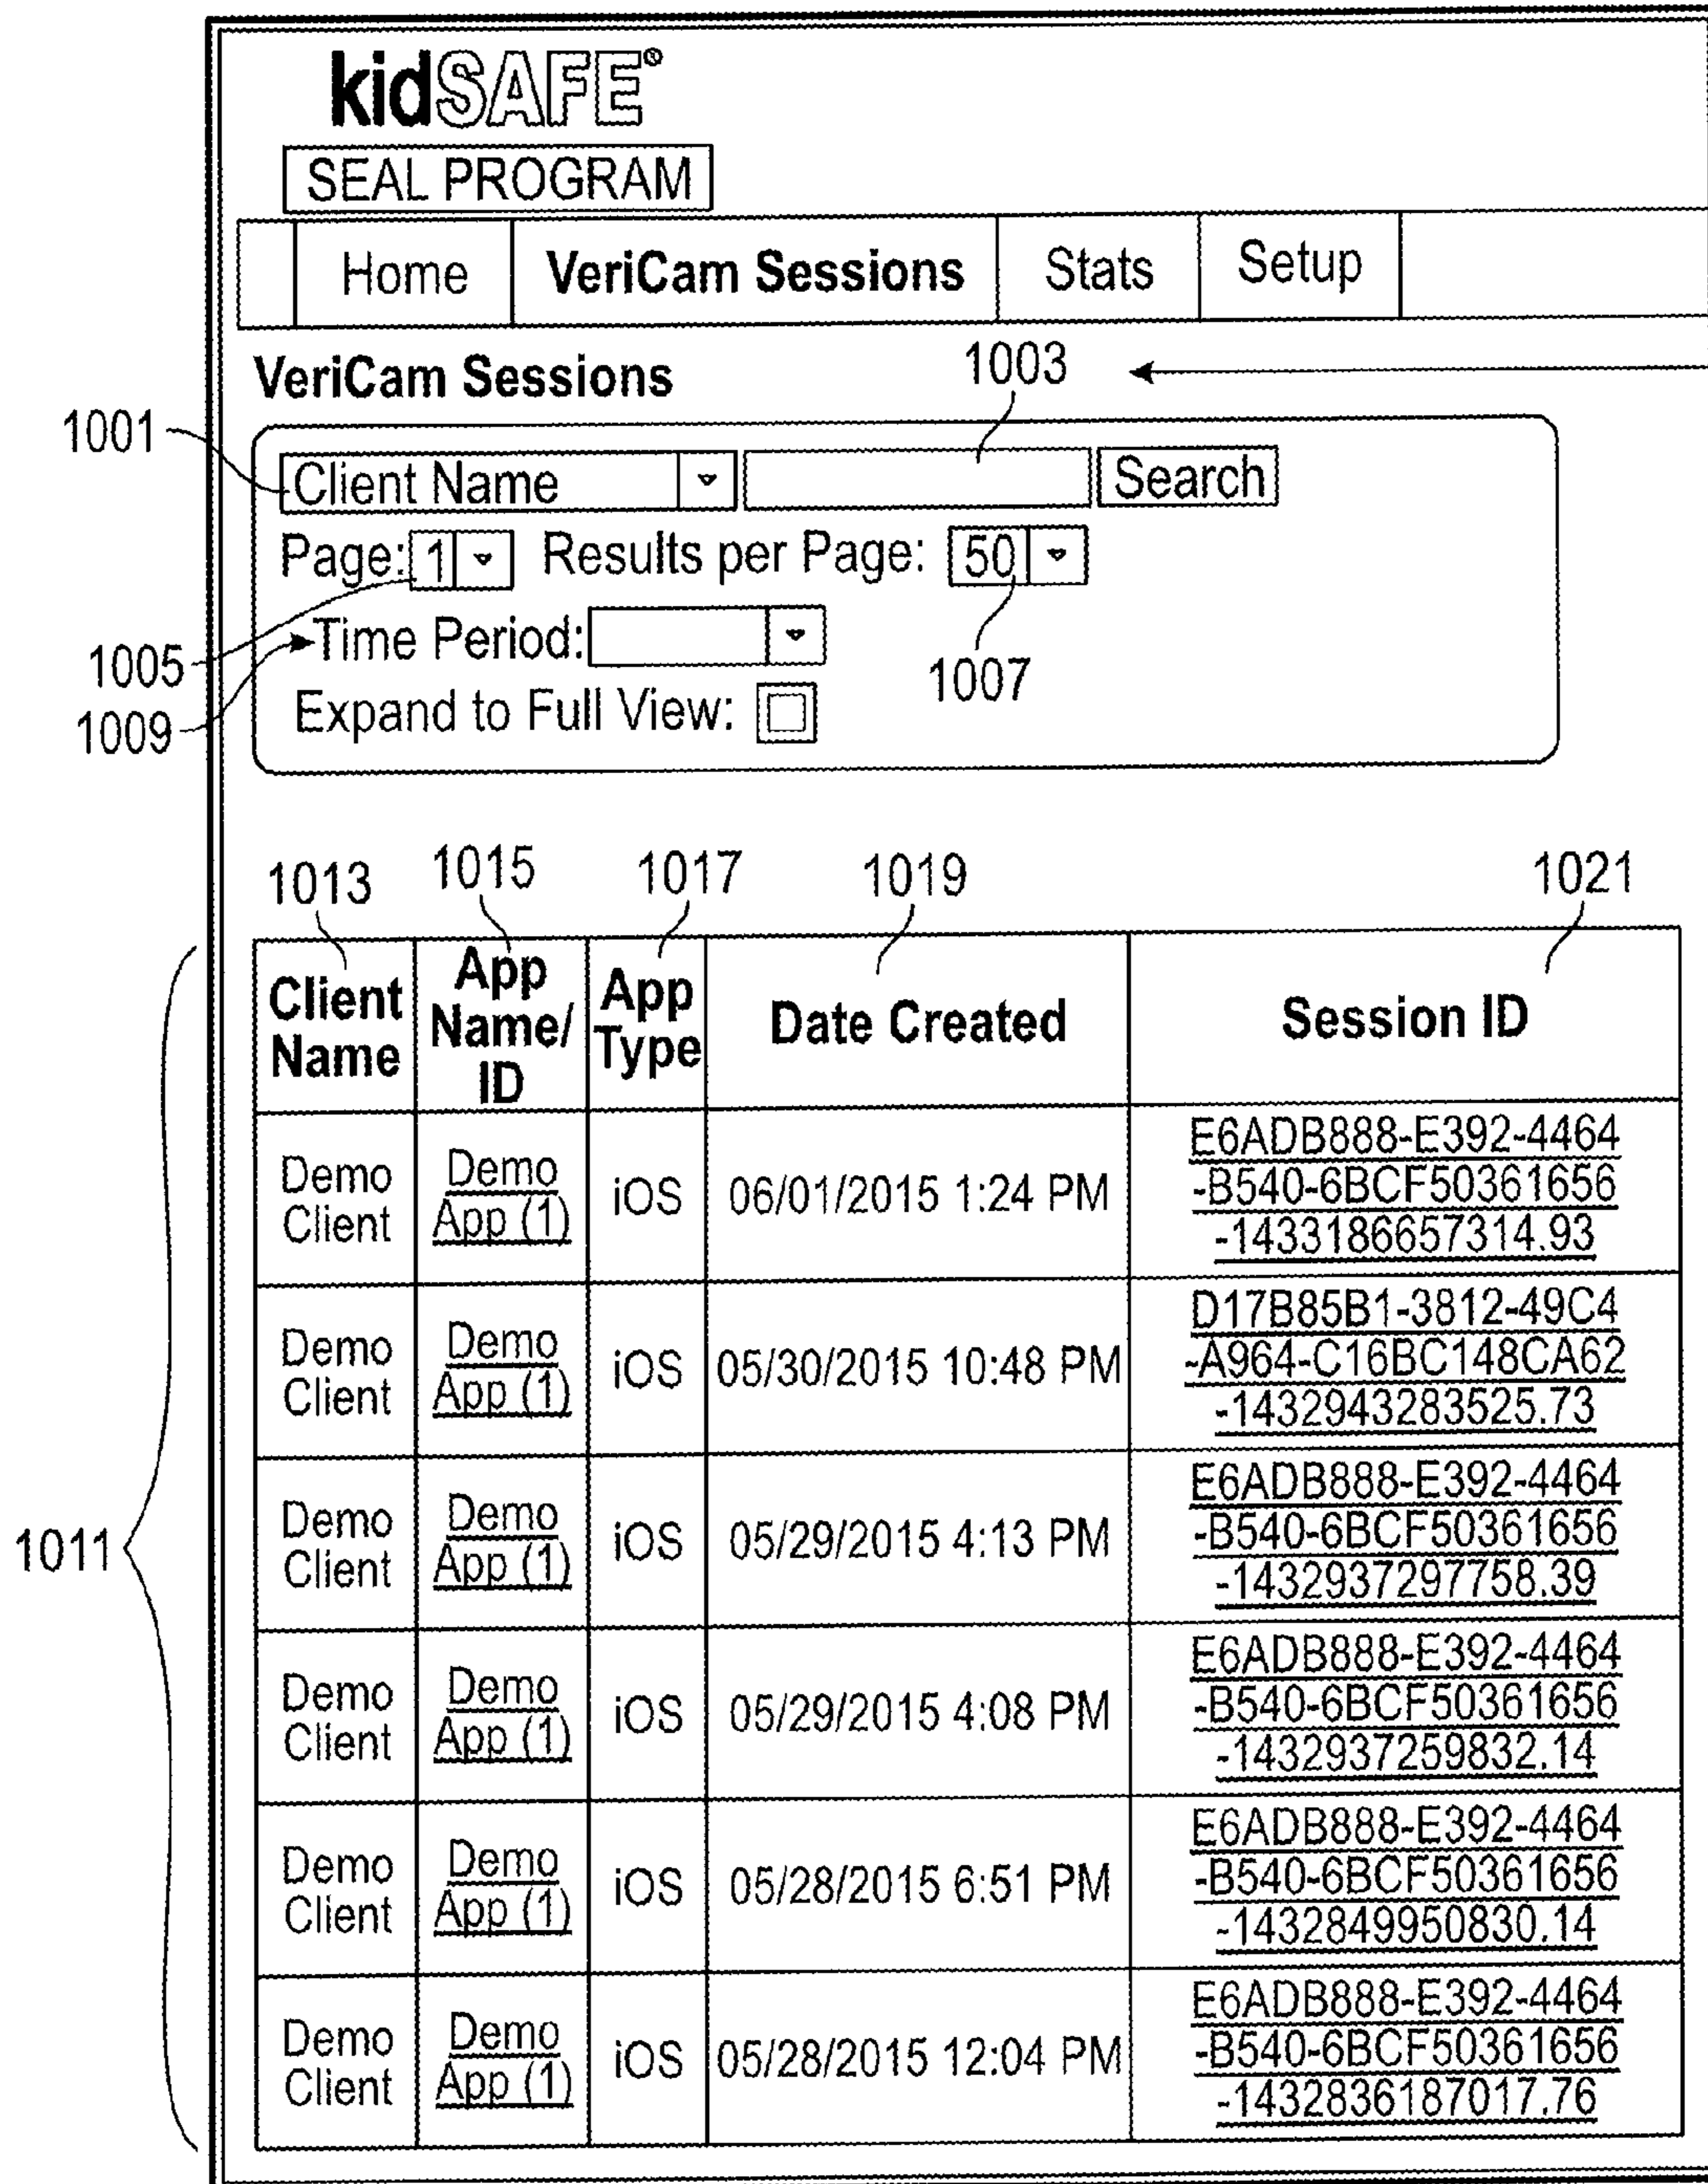 kidSAFE®
SEAL PROGRAM
Home VeriCam Sessions Stats Setup
VeriCam Sessions
1003
1001
Client Name Search
Page: 1 Results per Page: 50
Time Period:
1005
1007
Expand to Full View:
1009
1013 1015 1017 1019 1021
Client Name App Name/ ID App Type Date Created Session ID
Demo Client Demo App (1) iOS 06/01/2015 1:24 PM E6ADB888-E392-4464
-B540-6BCF50361656
-1433186657314.93
Demo Client Demo App (1) iOS 05/30/2015 10:48 PM D17B85B1-3812-49C4
-A964-C16BC148CA62
-1432943283525.73
1011
Demo Client Demo App (1) iOS 05/29/2015 4:13 PM E6ADB888-E392-4464
-B540-6BCF50361656
-1432937297758.39
Demo Client Demo App (1) iOS 05/29/2015 4:08 PM E6ADB888-E392-4464
-B540-6BCF50361656
-1432937259832.14
Demo Client Demo App (1) iOS 05/28/2015 6:51 PM E6ADB888-E392-4464
-B540-6BCF50361656
-1432849950830.14
Demo Client Demo App (1) iOS 05/28/2015 12:04 PM E6ADB888-E392-4464
-B540-6BCF50361656
-1432836187017.76